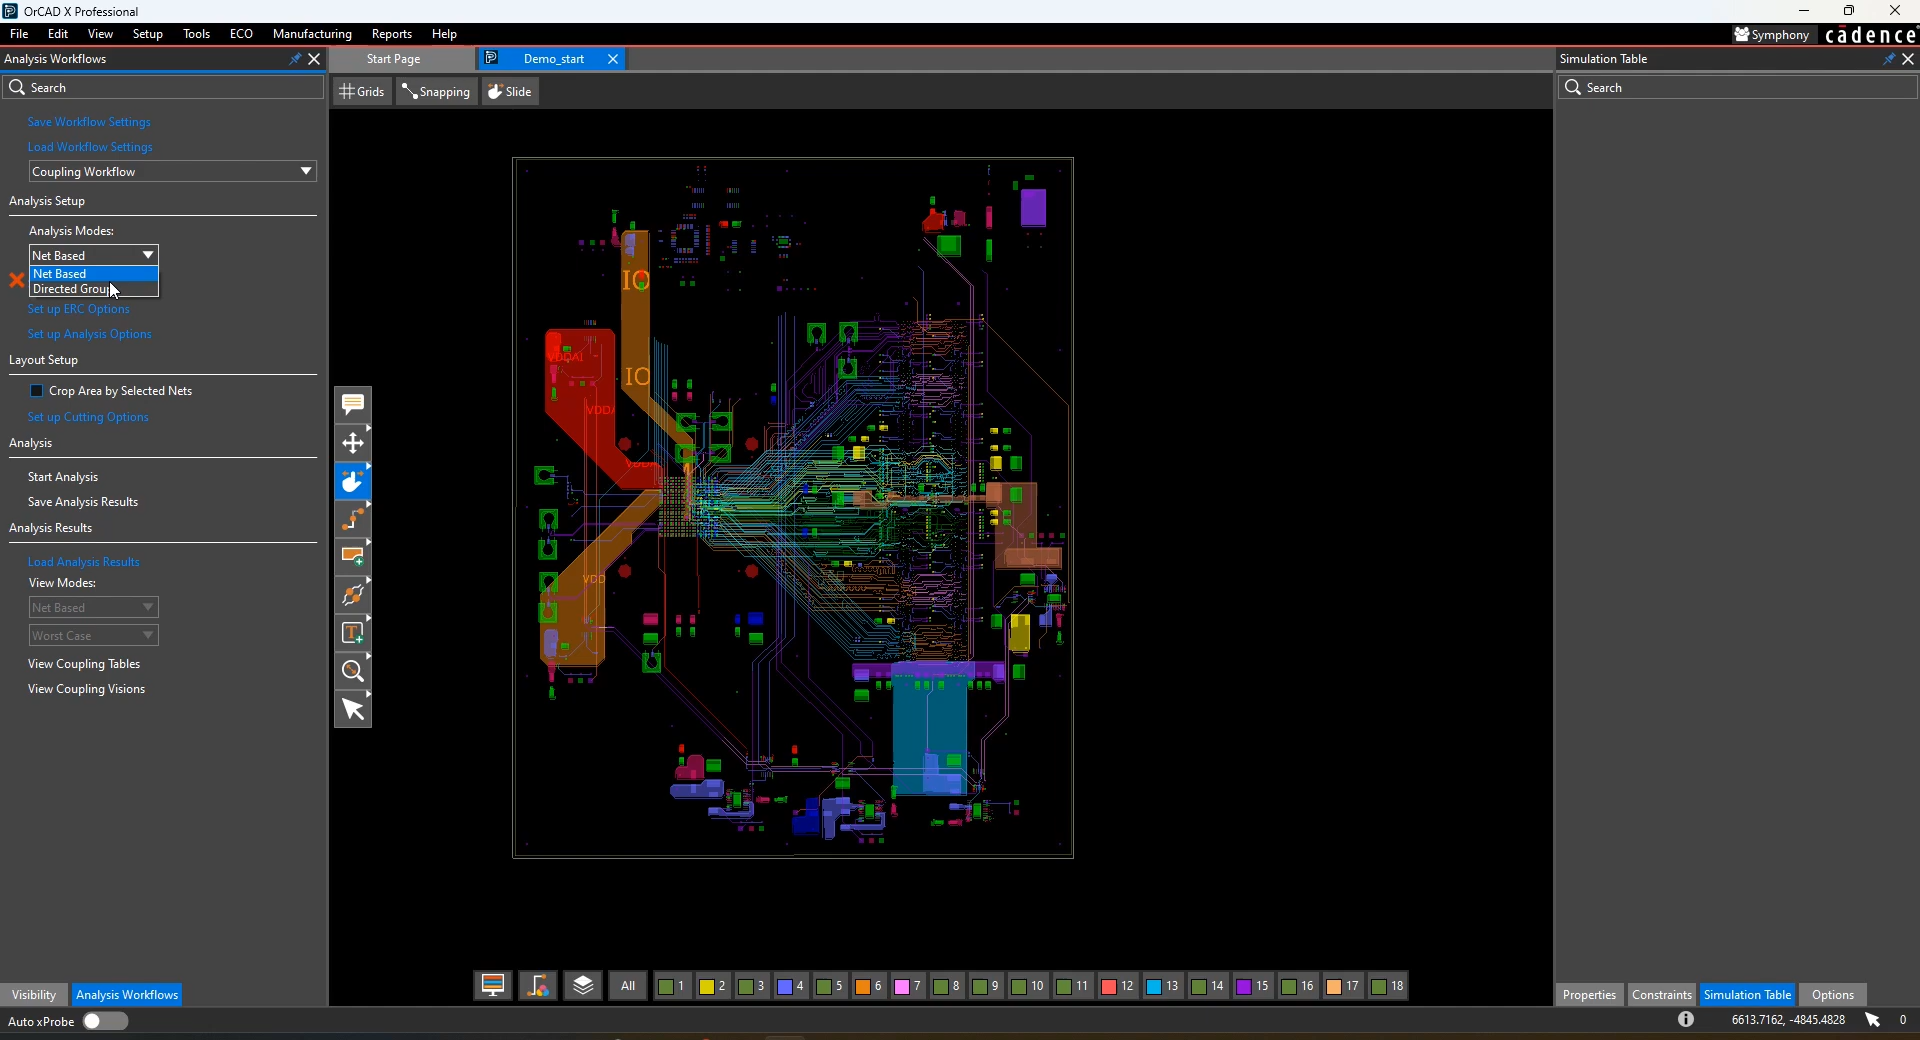 OrCAD X Professional
File Edit View Setup Tools ECO Manufacturing Reports Help
Symphony cādence
Analysis Workflows
Search
Save Workflow Settings
Load Workflow Settings
Coupling Workflow
Analysis Setup
Analysis Modes:
Net Based
Net Based
Directed Group
Set up ERC Options
Set up Analysis Options
Layout Setup
Crop Area by Selected Nets
Set up Cutting Options
Analysis
Start Analysis
Save Analysis Results
Analysis Results
Load Analysis Results
View Modes:
Net Based
Worst Case
View Coupling Tables
View Coupling Visions
Visibility Analysis Workflows
Auto xProbe
Start Page Demo_start
Grids Snapping Slide
IO
IO
VDD
All 1 2 3 4 5 6 7 8 9 10 11 12 13 14 15 16 17 18
Simulation Table
Search
Properties Constraints Simulation Table Options
6613.7162, -4845.4828 0